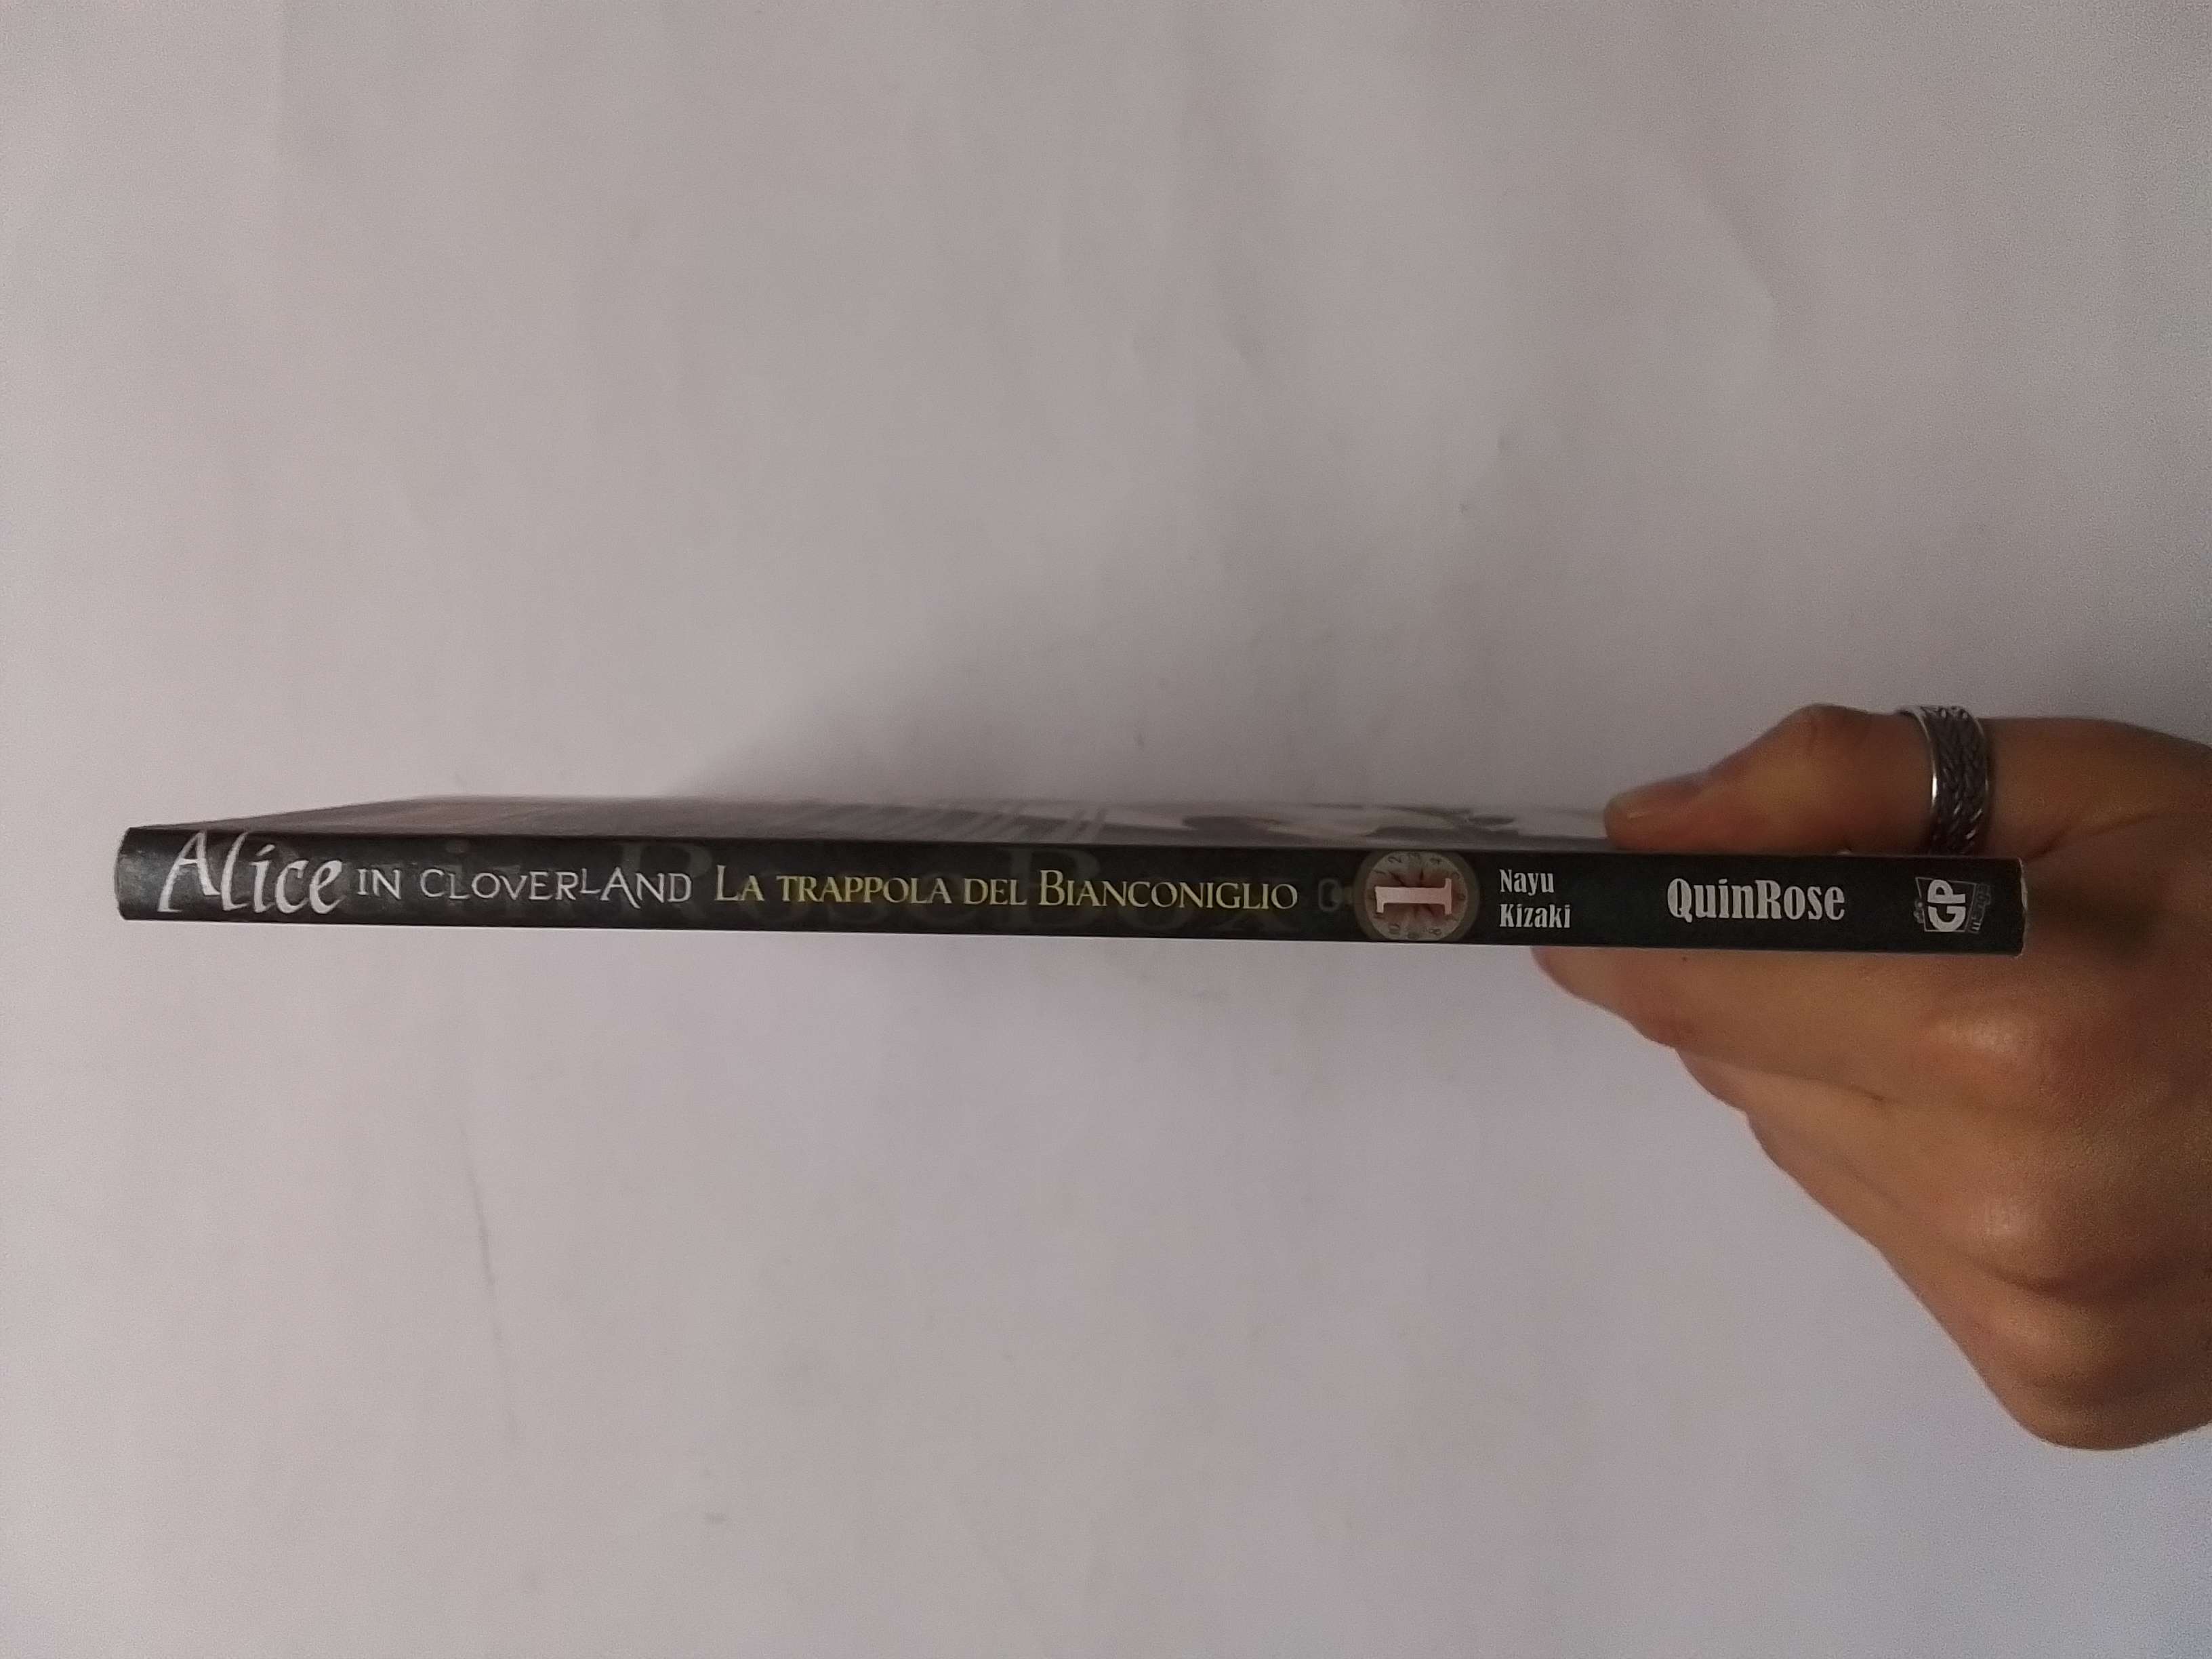 Alice IN CLOVERLAND LA TRAPPOLA DEL BIANCONIGLIO
1
Nayu
Kizaki
QuinRose
GP